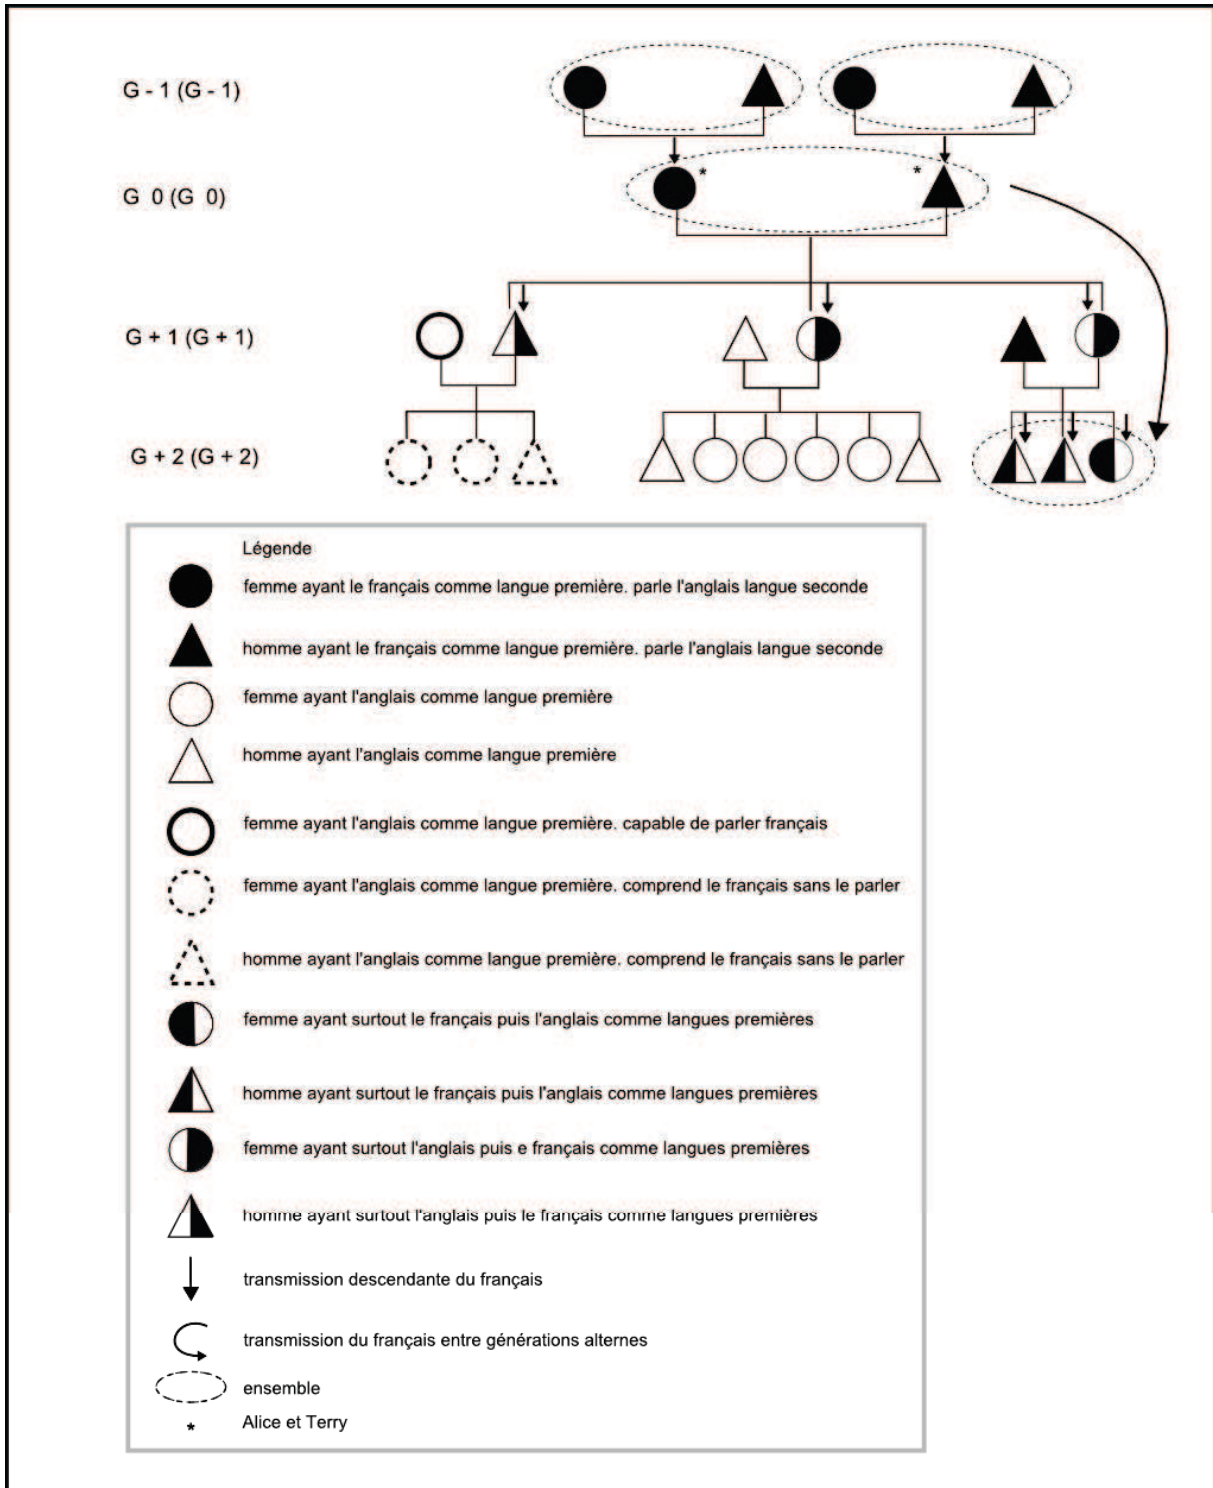 G - 1 (G - 1)
* *
G 0 (G 0)
G + 1 (G + 1)
G + 2 (G + 2)
Légende
femme ayant le français comme langue première. parle l'anglais langue seconde
homme ayant le français comme langue première. parle l'anglais langue seconde
femme ayant l'anglais comme langue première
homme ayant l'anglais comme langue première
femme ayant l'anglais comme langue première. capable de parler français
femme ayant l'anglais comme langue première. comprend le français sans le parler
homme ayant l'anglais comme langue première. comprend le français sans le parler
femme ayant surtout le français puis l'anglais comme langues premières
homme ayant surtout le français puis l'anglais comme langues premières
femme ayant surtout l'anglais puis e français comme langues premières
homme ayant surtout l'anglais puis le français comme langues premières
transmission descendante du français
transmission du français entre générations alternes
ensemble
* Alice et Terry